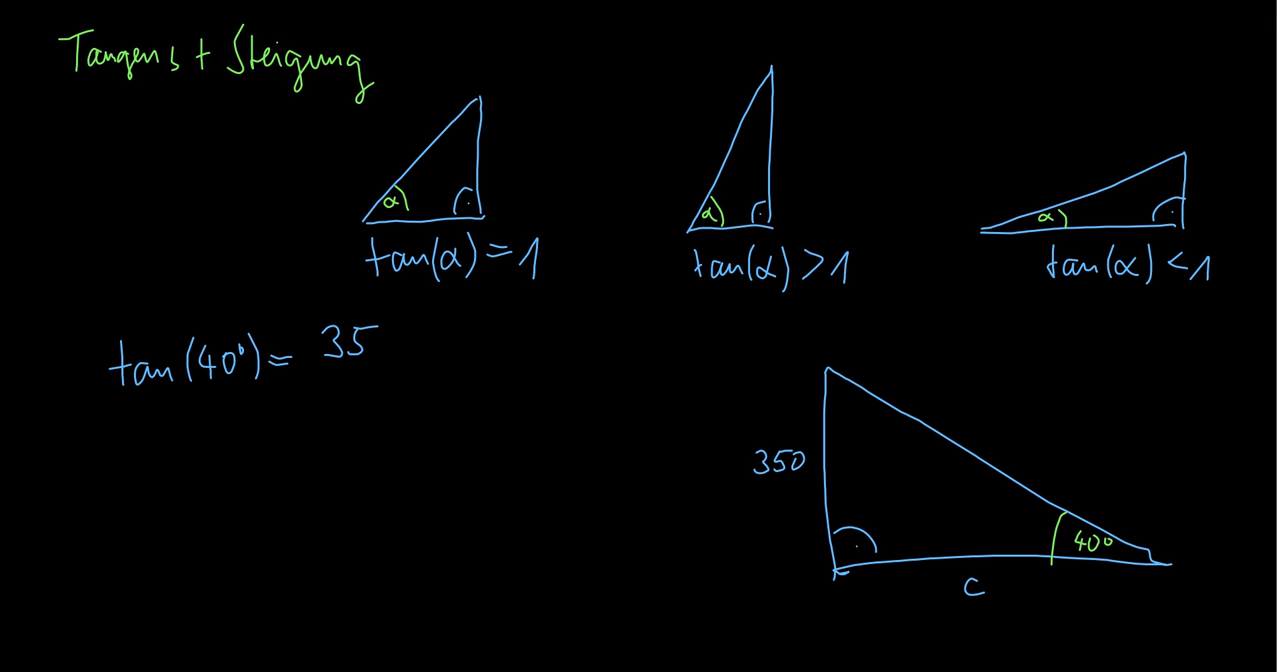 Tangens + Steigung
α
α
α
tan(α) = 1
tan(α) > 1
tan(α) < 1
tan(40°) = 35
350
40°
c